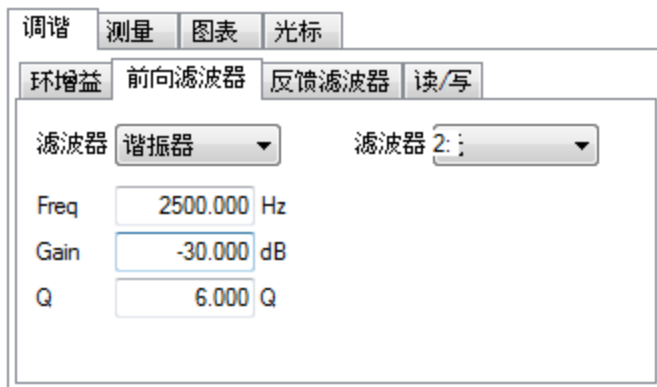 调谐 测量 图表 光标
环增益 前向滤波器 反馈滤波器 读/写
滤波器 谐振器 滤波器 2:
Freq 2500.000 Hz
Gain -30.000 dB
Q 6.000 Q